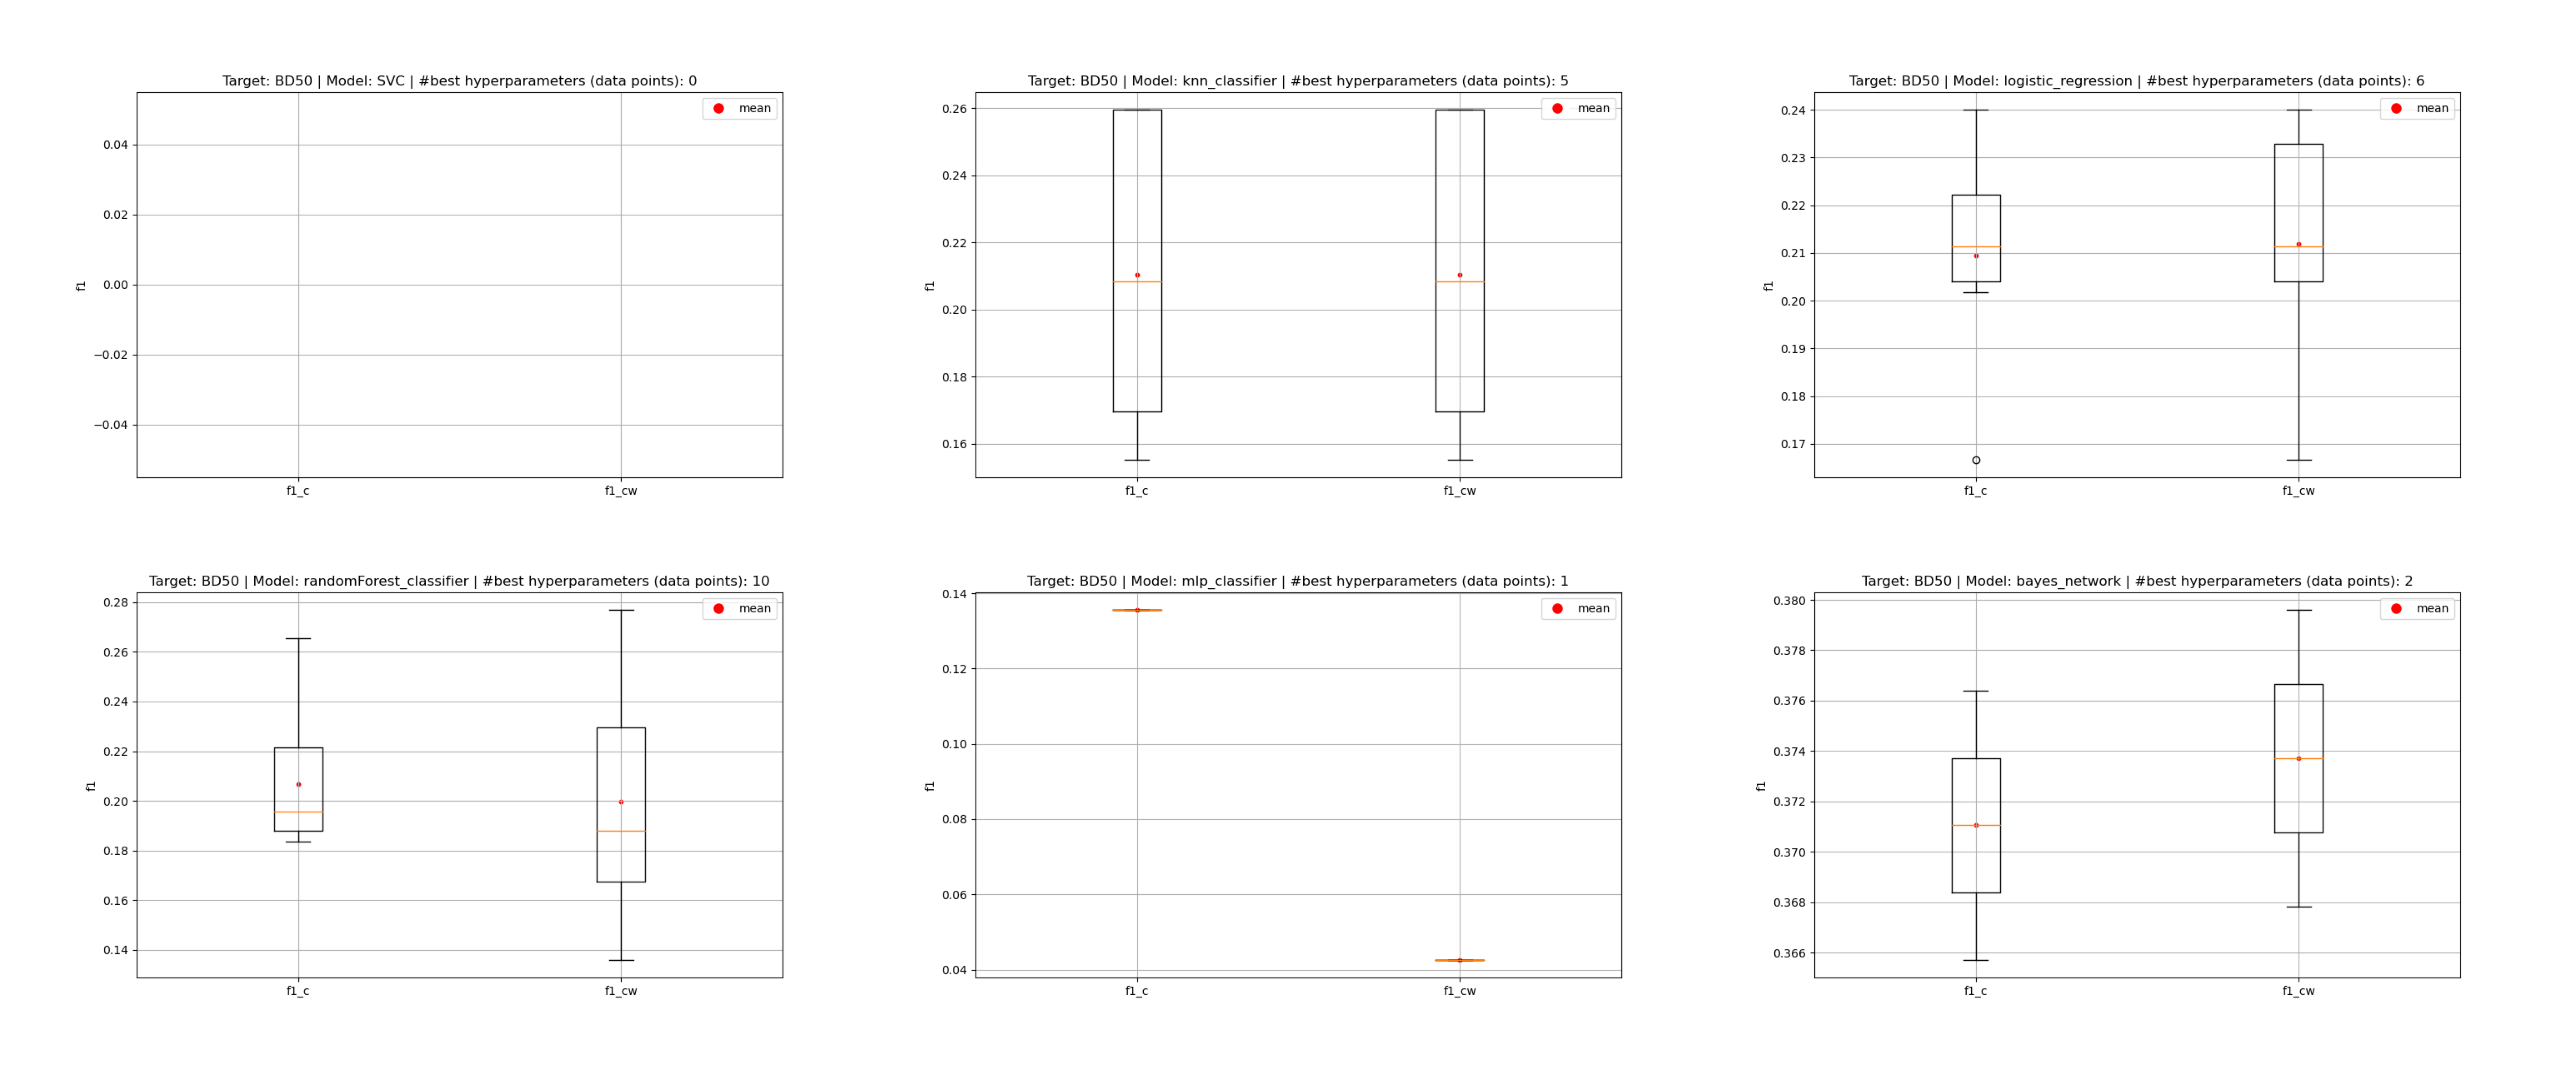 Target: BD50 | Model: SVC | #best hyperparameters (data points): 0
mean
0.04
0.02
0.00
−0.02
−0.04
f1
f1_c
f1_cw
Target: BD50 | Model: knn_classifier | #best hyperparameters (data points): 5
mean
0.26
0.24
0.22
0.20
0.18
0.16
f1
f1_c
f1_cw
Target: BD50 | Model: logistic_regression | #best hyperparameters (data points): 6
mean
0.24
0.23
0.22
0.21
0.20
0.19
0.18
0.17
f1
f1_c
f1_cw
Target: BD50 | Model: randomForest_classifier | #best hyperparameters (data points): 10
mean
0.28
0.26
0.24
0.22
0.20
0.18
0.16
0.14
f1
f1_c
f1_cw
Target: BD50 | Model: mlp_classifier | #best hyperparameters (data points): 1
mean
0.14
0.12
0.10
0.08
0.06
0.04
f1
f1_c
f1_cw
Target: BD50 | Model: bayes_network | #best hyperparameters (data points): 2
mean
0.380
0.378
0.376
0.374
0.372
0.370
0.368
0.366
f1
f1_c
f1_cw